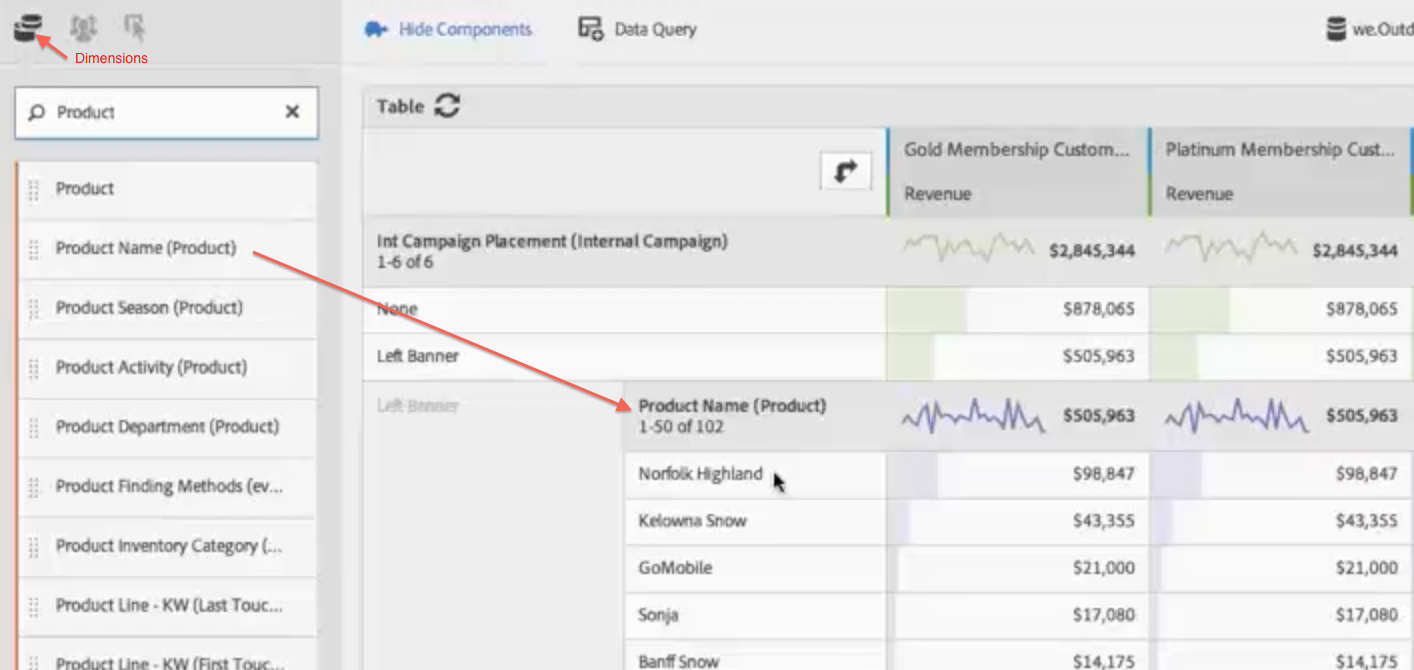 Dimensions
Hide Components
Data Query
we.Outd
Product
Product
Product Name (Product)
Product Season (Product)
Product Activity (Product)
Product Department (Product)
Product Finding Methods (ev...
Product Inventory Category (...
Product Line - KW (Last Touc...
Product Line - KW (First Touc...
Table
Gold Membership Custom...
Platinum Membership Cust...
Revenue
Revenue
Int Campaign Placement (Internal Campaign)
1-6 of 6
$2,845,344
$2,845,344
None
$878,065
$878,065
Left Banner
$505,963
$505,963
Left Banner
Product Name (Product)
1-50 of 102
$505,963
$505,963
Norfolk Highland
$98,847
$98,847
Kelowna Snow
$43,355
$43,355
GoMobile
$21,000
$21,000
Sonja
$17,080
$17,080
Banff Snow
$14,175
$14,175